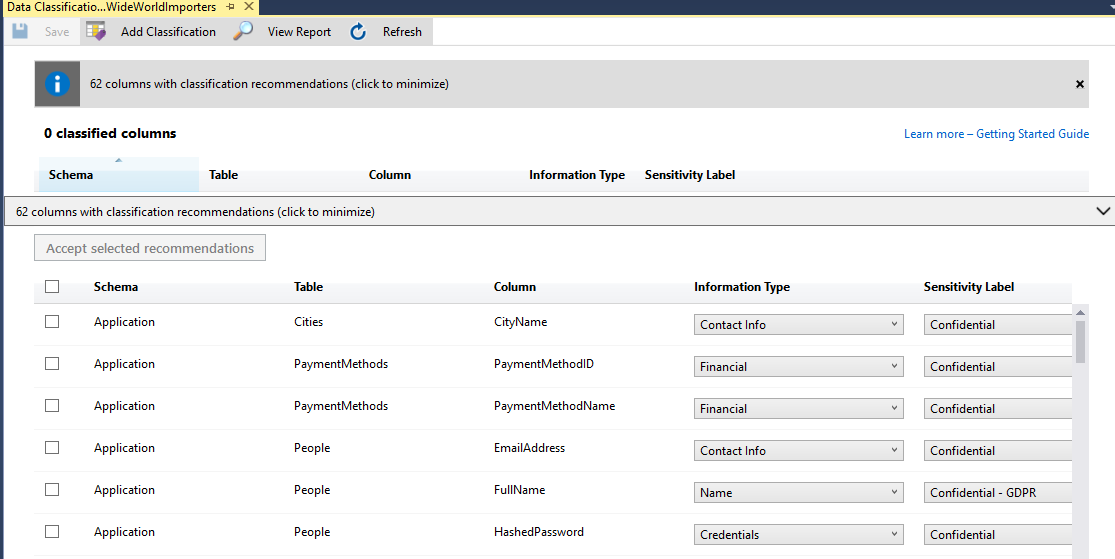 Data Classificatio...WideWorldImporters
Save Add Classification View Report Refresh
62 columns with classification recommendations (click to minimize)
0 classified columns Learn more – Getting Started Guide
Schema Table Column Information Type Sensitivity Label
62 columns with classification recommendations (click to minimize)
Accept selected recommendations
Schema Table Column Information Type Sensitivity Label
Application Cities CityName Contact Info Confidential
Application PaymentMethods PaymentMethodID Financial Confidential
Application PaymentMethods PaymentMethodName Financial Confidential
Application People EmailAddress Contact Info Confidential
Application People FullName Name Confidential - GDPR
Application People HashedPassword Credentials Confidential